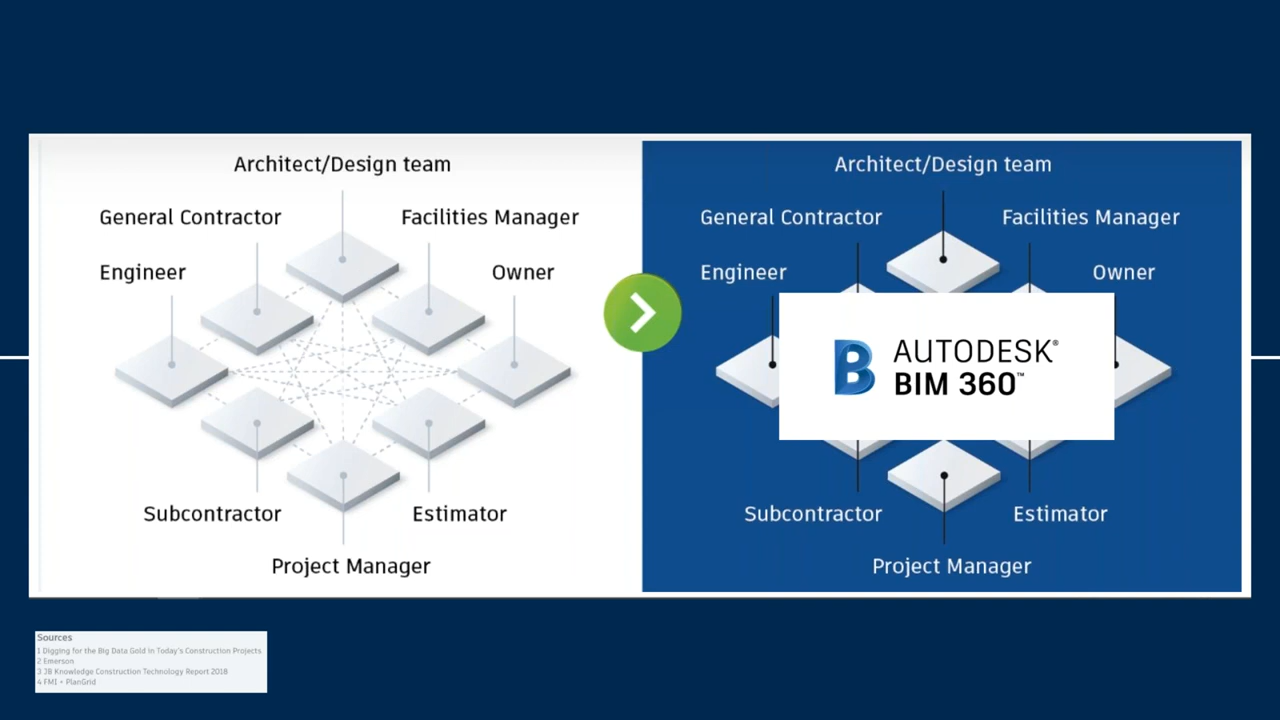 Architect/Design team
General Contractor
Facilities Manager
Engineer
Owner
Subcontractor
Estimator
Project Manager
Architect/Design team
General Contractor
Facilities Manager
Engineer
Owner
AUTODESK®
BIM 360™
Subcontractor
Estimator
Project Manager
Sources
1 Digging for the Big Data Gold in Today's Construction Projects
2 Emerson
3 JB Knowledge Construction Technology Report 2018
4 FMI + PlanGrid